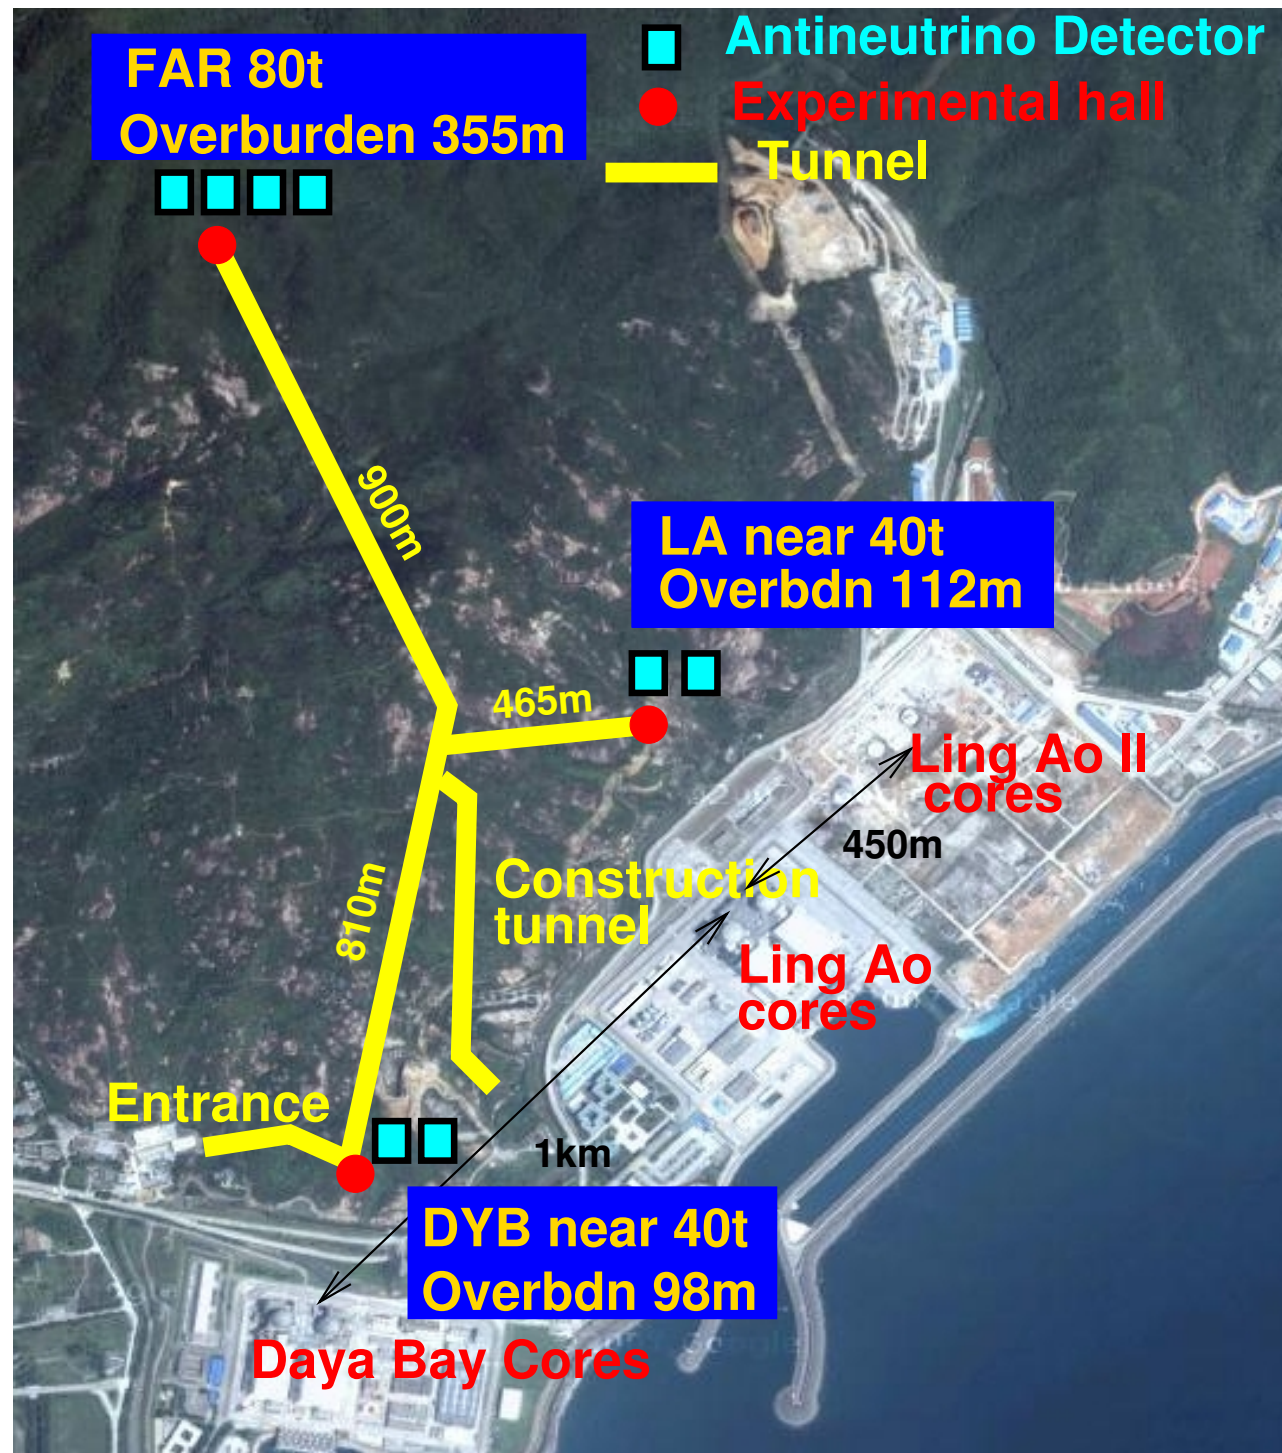 FAR 80t
Overburden 355m
Antineutrino Detector
Experimental hall
Tunnel
900m
LA near 40t
Overbdn 112m
465m
Ling Ao II
cores
450m
810m
Construction
tunnel
Ling Ao
cores
Entrance
1km
DYB near 40t
Overbdn 98m
Daya Bay Cores